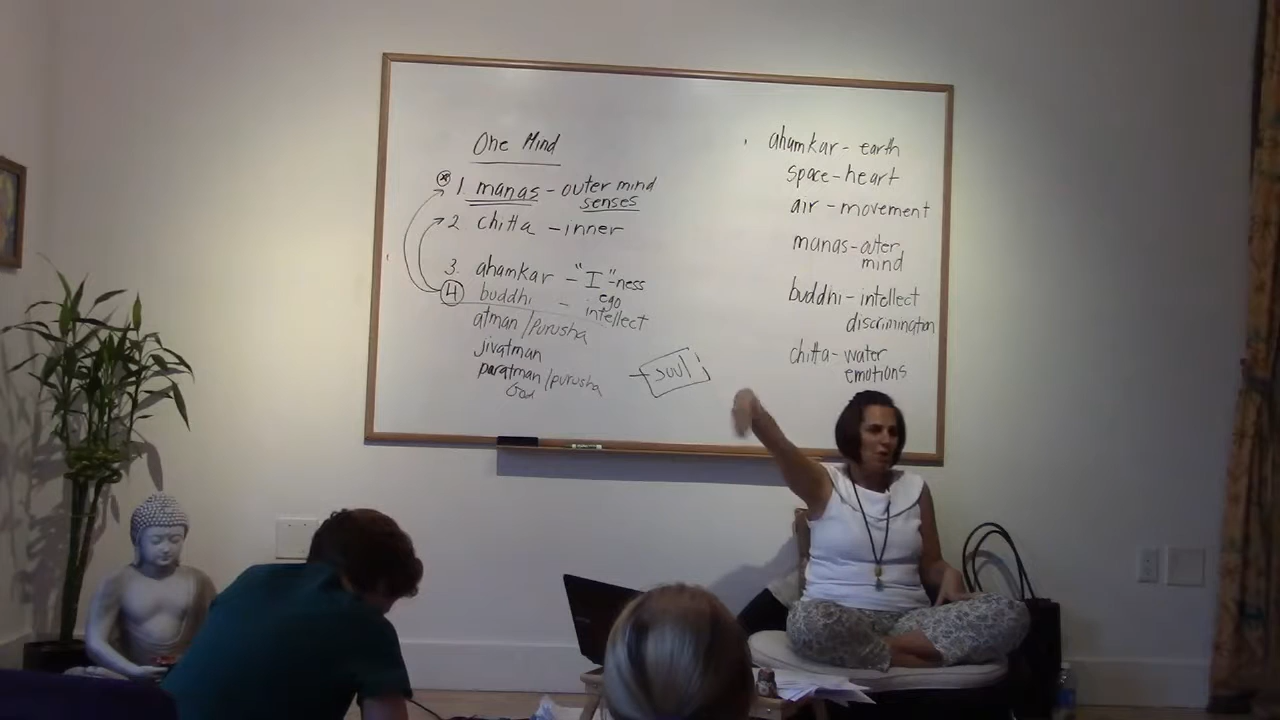 One Mind
1. manas - outer mind
senses
2 chitta - inner
3. ahamkar - "I"-ness
ego
4 buddhi - intellect
atman/purusha
jivatman
paratman/purusha
God
soul
ahamkar - earth
space - heart
air - movement
manas - outer
mind
buddhi - intellect
discrimination
chitta - water
emotions